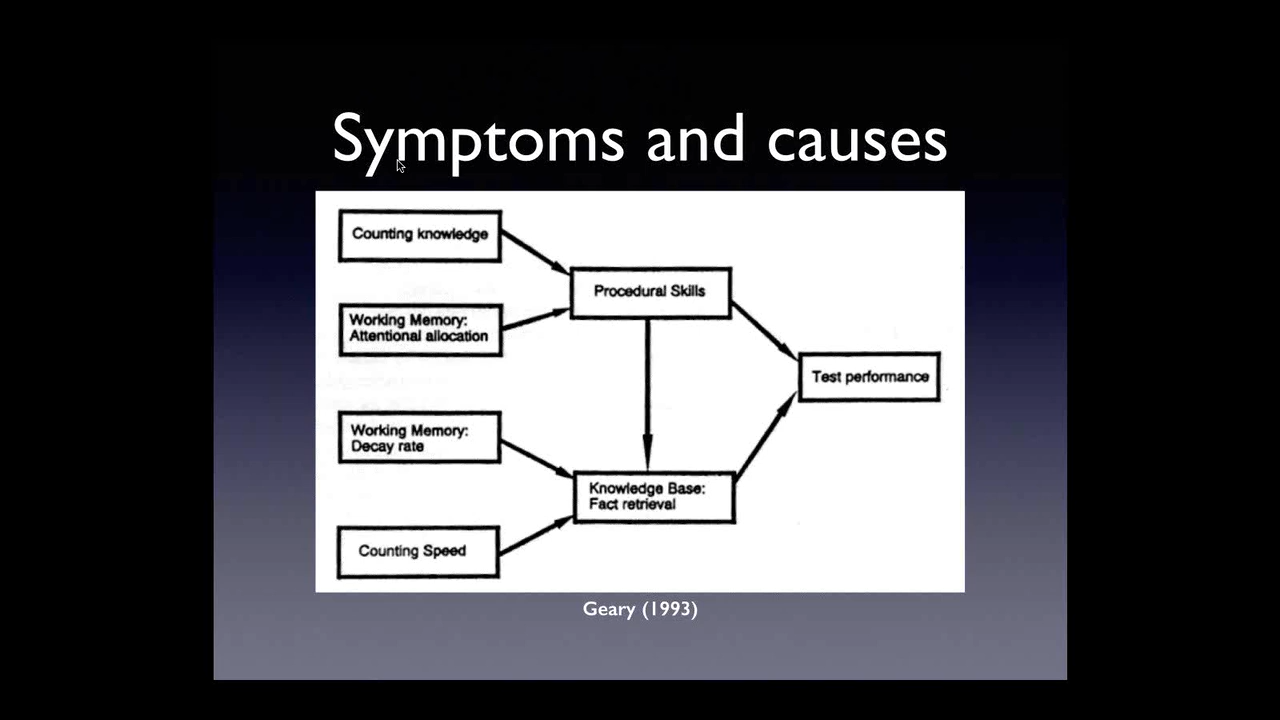 Symptoms and causes
Counting knowledge
Working Memory:
Attentional allocation
Working Memory:
Decay rate
Counting Speed
Procedural Skills
Knowledge Base:
Fact retrieval
Test performance
Geary (1993)